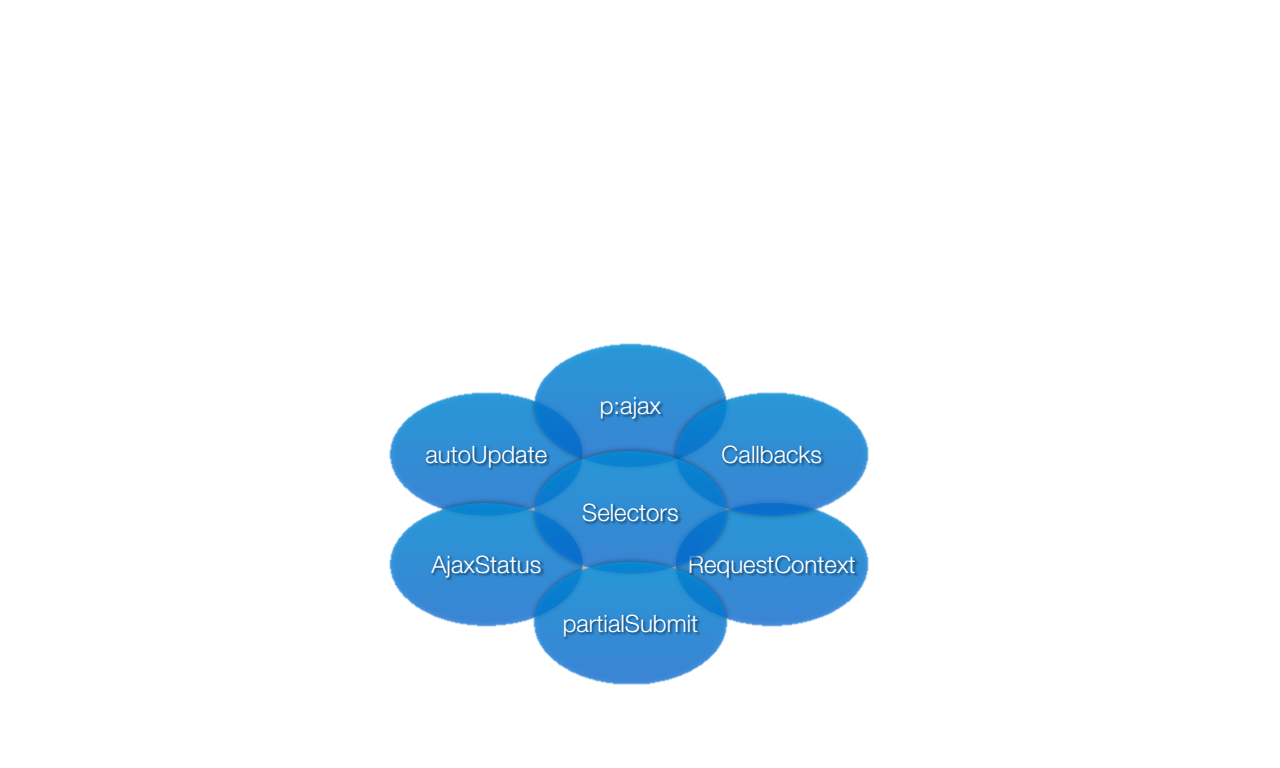 p:ajax
autoUpdate
Callbacks
Selectors
AjaxStatus
RequestContext
partialSubmit